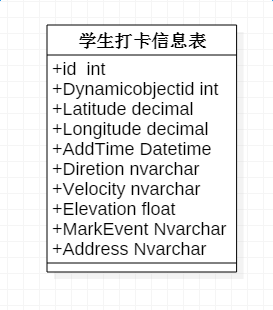 学生打卡信息表
+id  int
+Dynamicobjectid int
+Latitude decimal
+Longitude decimal
+AddTime Datetime
+Diretion nvarchar
+Velocity nvarchar
+Elevation float
+MarkEvent Nvarchar
+Address Nvarchar